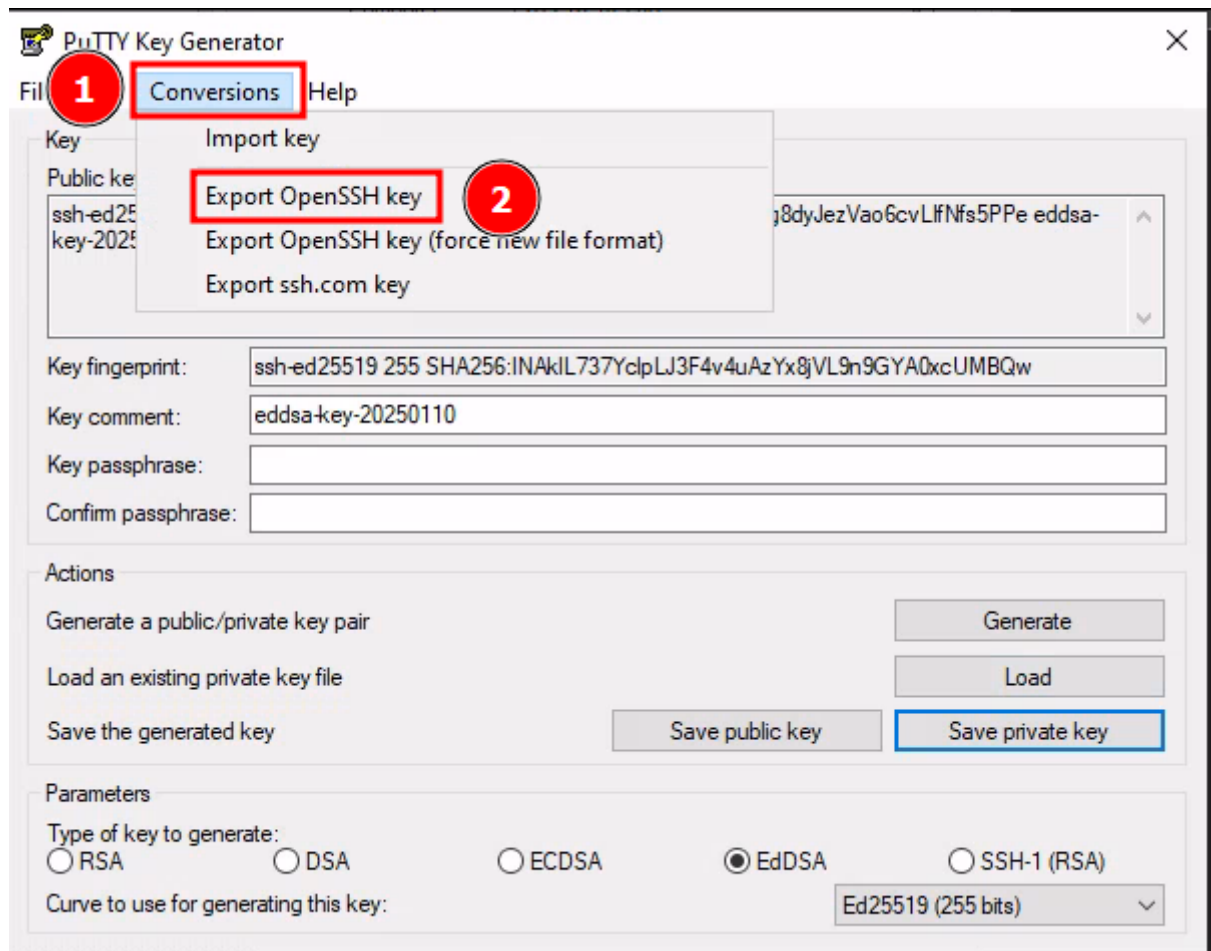 PuTTY Key Generator
Fil 1 Conversions Help
Key Import key
Public ke
Export OpenSSH key 2
ssh-ed25 g8dyJezVao6cvLlfNfs5PPe eddsa-
key-2025 Export OpenSSH key (force new file format)
Export ssh.com key
Key fingerprint: ssh-ed25519 255 SHA256:INAkIL737YclpLJ3F4v4uAzYx8jVL9n9GYA0xcUMBQw
Key comment: eddsa-key-20250110
Key passphrase:
Confirm passphrase:
Actions
Generate a public/private key pair Generate
Load an existing private key file Load
Save the generated key Save public key Save private key
Parameters
Type of key to generate:
RSA DSA ECDSA EdDSA SSH-1 (RSA)
Curve to use for generating this key: Ed25519 (255 bits)